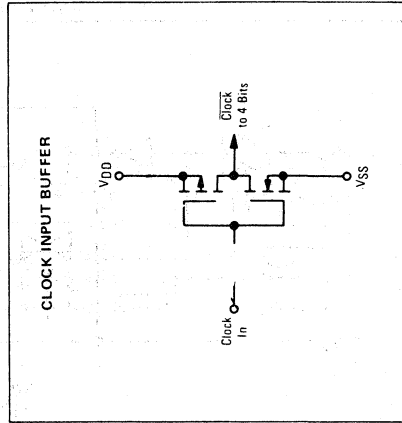 CLOCK INPUT BUFFER
VDD
Clock
to 4 Bits
Clock
In
VSS